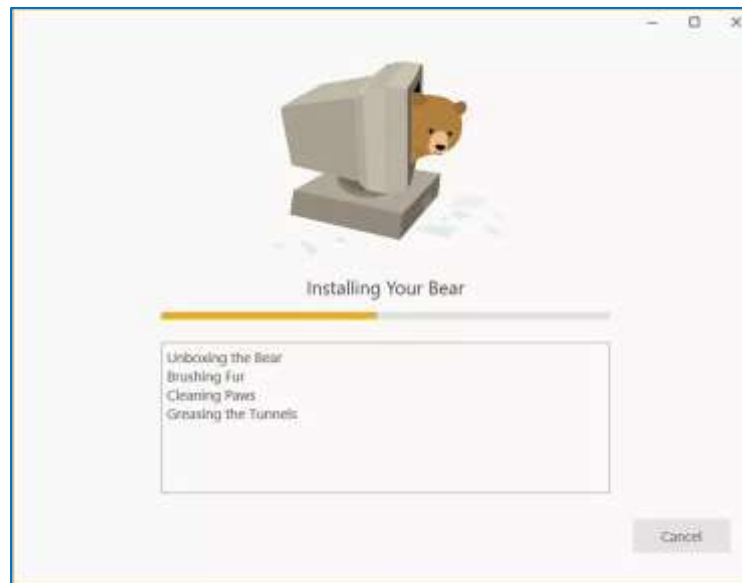 Installing Your Bear
Unboxing the Bear
Brushing Fur
Cleaning Paws
Greasing the Tunnels
Cancel